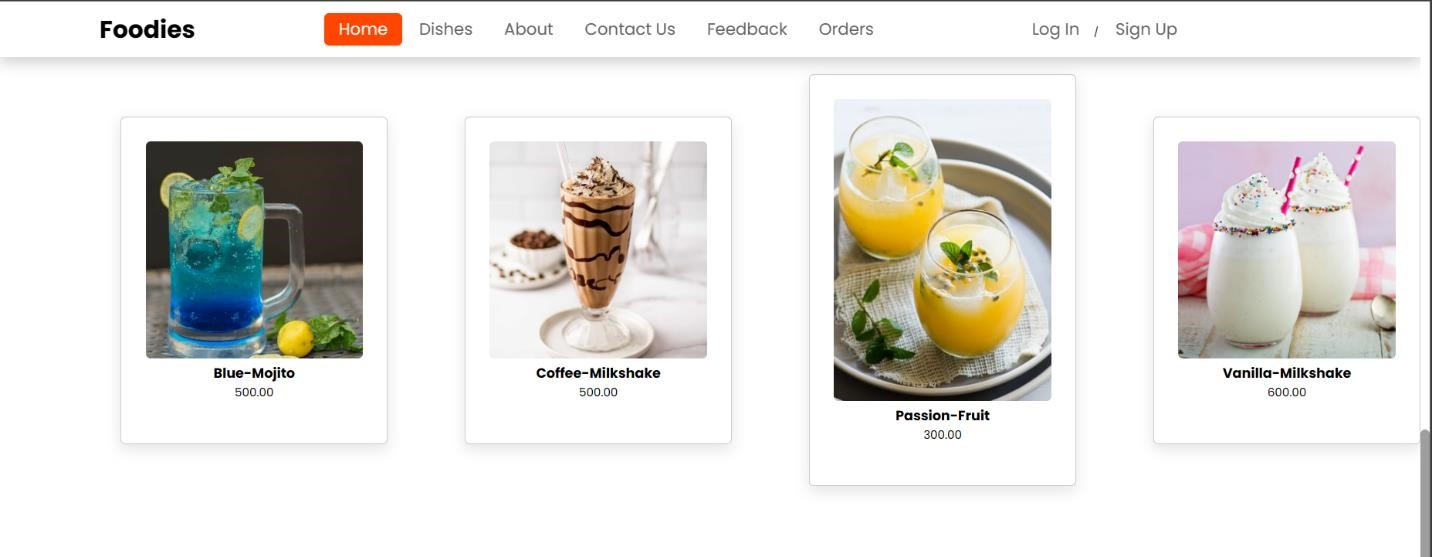 Foodies Home Dishes About Contact Us Feedback Orders Log In / Sign Up
Blue-Mojito
500.00
Coffee-Milkshake
500.00
Passion-Fruit
300.00
Vanilla-Milkshake
600.00